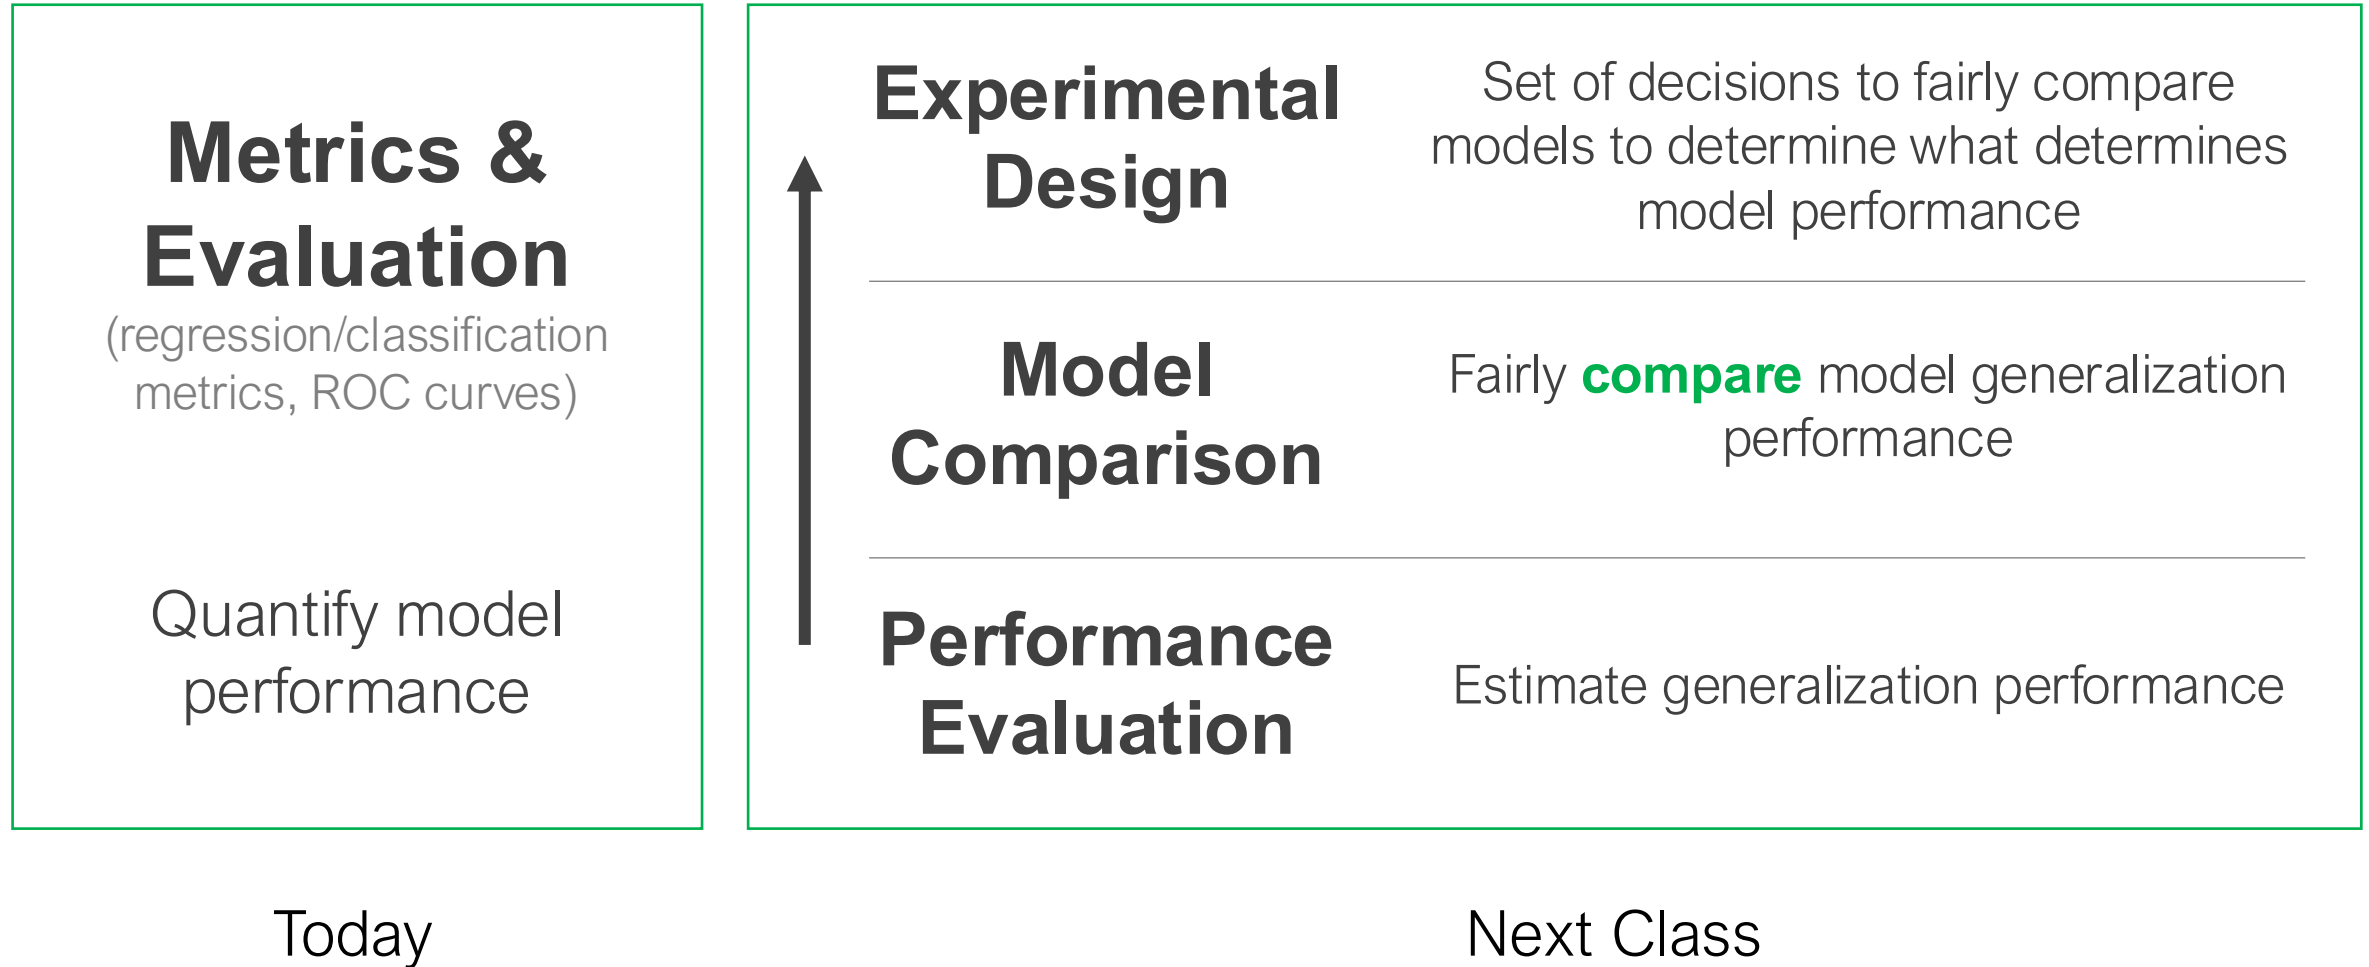 Metrics &
Evaluation
(regression/classification
metrics, ROC curves)
Quantify model
performance
Experimental
Design
Set of decisions to fairly compare
models to determine what determines
model performance
Model
Comparison
Fairly compare model generalization
performance
Performance
Evaluation
Estimate generalization performance
Today
Next Class